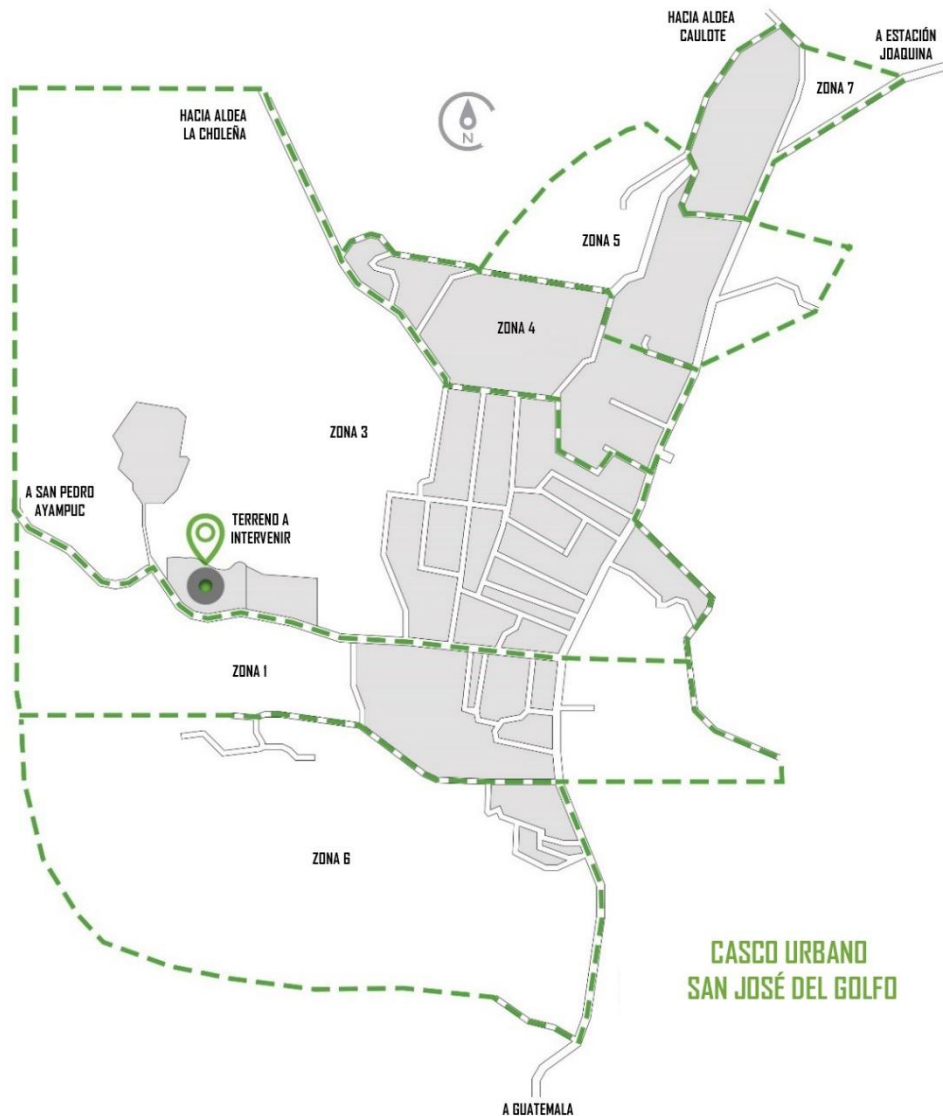 HACIA ALDEA
CAULOTE
A ESTACIÓN
JOAQUINA
ZONA 7
HACIA ALDEA
LA CHOLEÑA
N
ZONA 5
ZONA 4
ZONA 3
A SAN PEDRO
AYAMPUC
TERRENO A
INTERVENIR
ZONA 1
ZONA 6
CASCO URBANO
SAN JOSÉ DEL GOLFO
A GUATEMALA